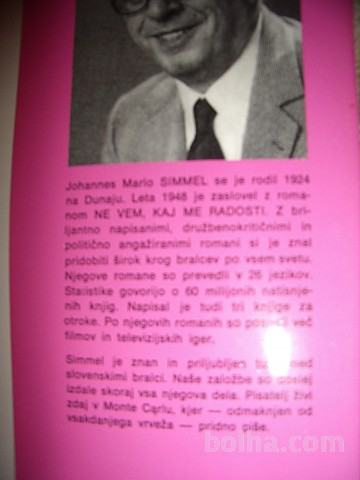 Johannes Mario SIMMEL se je rodil 1924
na Dunaju. Leta 1948 je zaslovel z roma-
nom NE VEM, KAJ ME RADOSTI. Z bri-
ljantno napisanimi, družbenokritičnimi in
politično angažiranimi romani si je znal
pridobiti širok krog bralcev po vsem svetu.
Njegove romane so prevedli v 26 jezikov.
Statistike govorijo o 60 milijonih natisnje-
nih knjig. Napisal je tudi tri knjige za
otroke. Po njegovih romanih so posneli več
filmov in televizijskih iger.
Simmel je znan in priljubljen tudi med
slovenskimi bralci. Naše založbe so doslej
izdale skoraj vsa njegova dela. Pisatelj živi
zdaj v Monte Carlu, kjer — odmaknjen od
vsakdanjega vrveža — pridno piše.
bolha.com